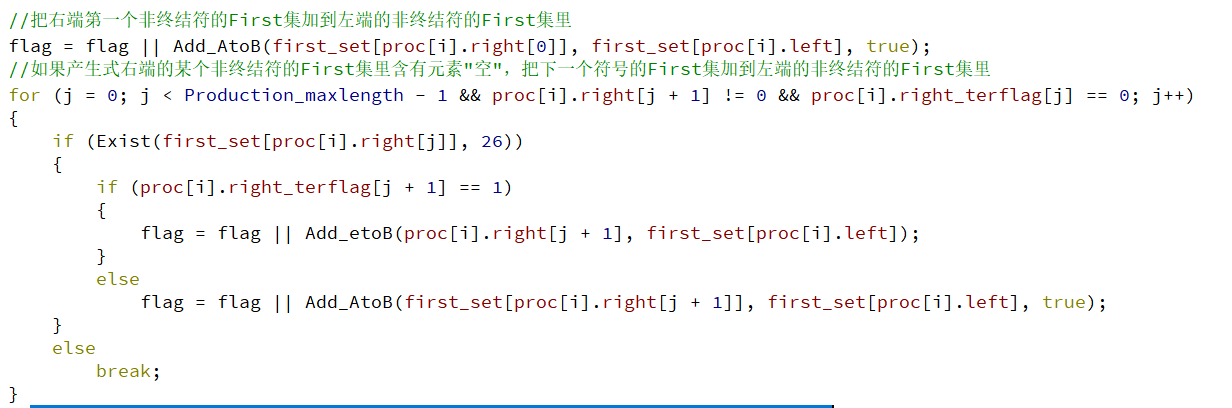 //把右端第一个非终结符的First集加到左端的非终结符的First集里
flag = flag || Add_AtoB(first_set[proc[i].right[0]], first_set[proc[i].left], true);
//如果产生式右端的某个非终结符的First集里含有元素"空"，把下一个符号的First集加到左端的非终结符的First集里
for (j = 0; j < Production_maxlength - 1 && proc[i].right[j + 1] != 0 && proc[i].right_terflag[j] == 0; j++)
{
    if (Exist(first_set[proc[i].right[j]], 26))
    {
        if (proc[i].right_terflag[j + 1] == 1)
        {
            flag = flag || Add_etoB(proc[i].right[j + 1], first_set[proc[i].left]);
        }
        else
            flag = flag || Add_AtoB(first_set[proc[i].right[j + 1]], first_set[proc[i].left], true);
    }
    else
        break;
}